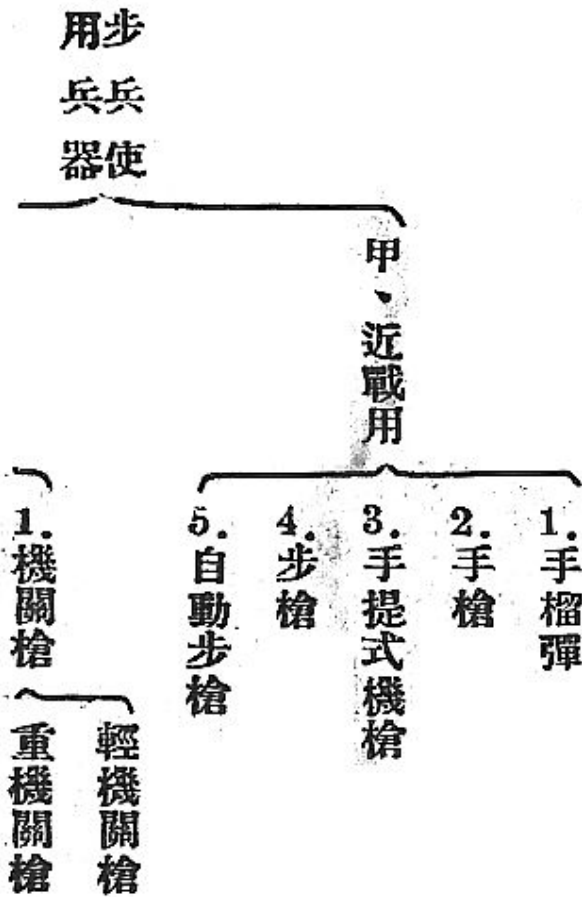 步兵使
用兵器
甲、近戰用
1.手榴彈
2.手槍
3.手提式機槍
4.步槍
5.自動步槍
1.機關槍
輕機關槍
重機關槍